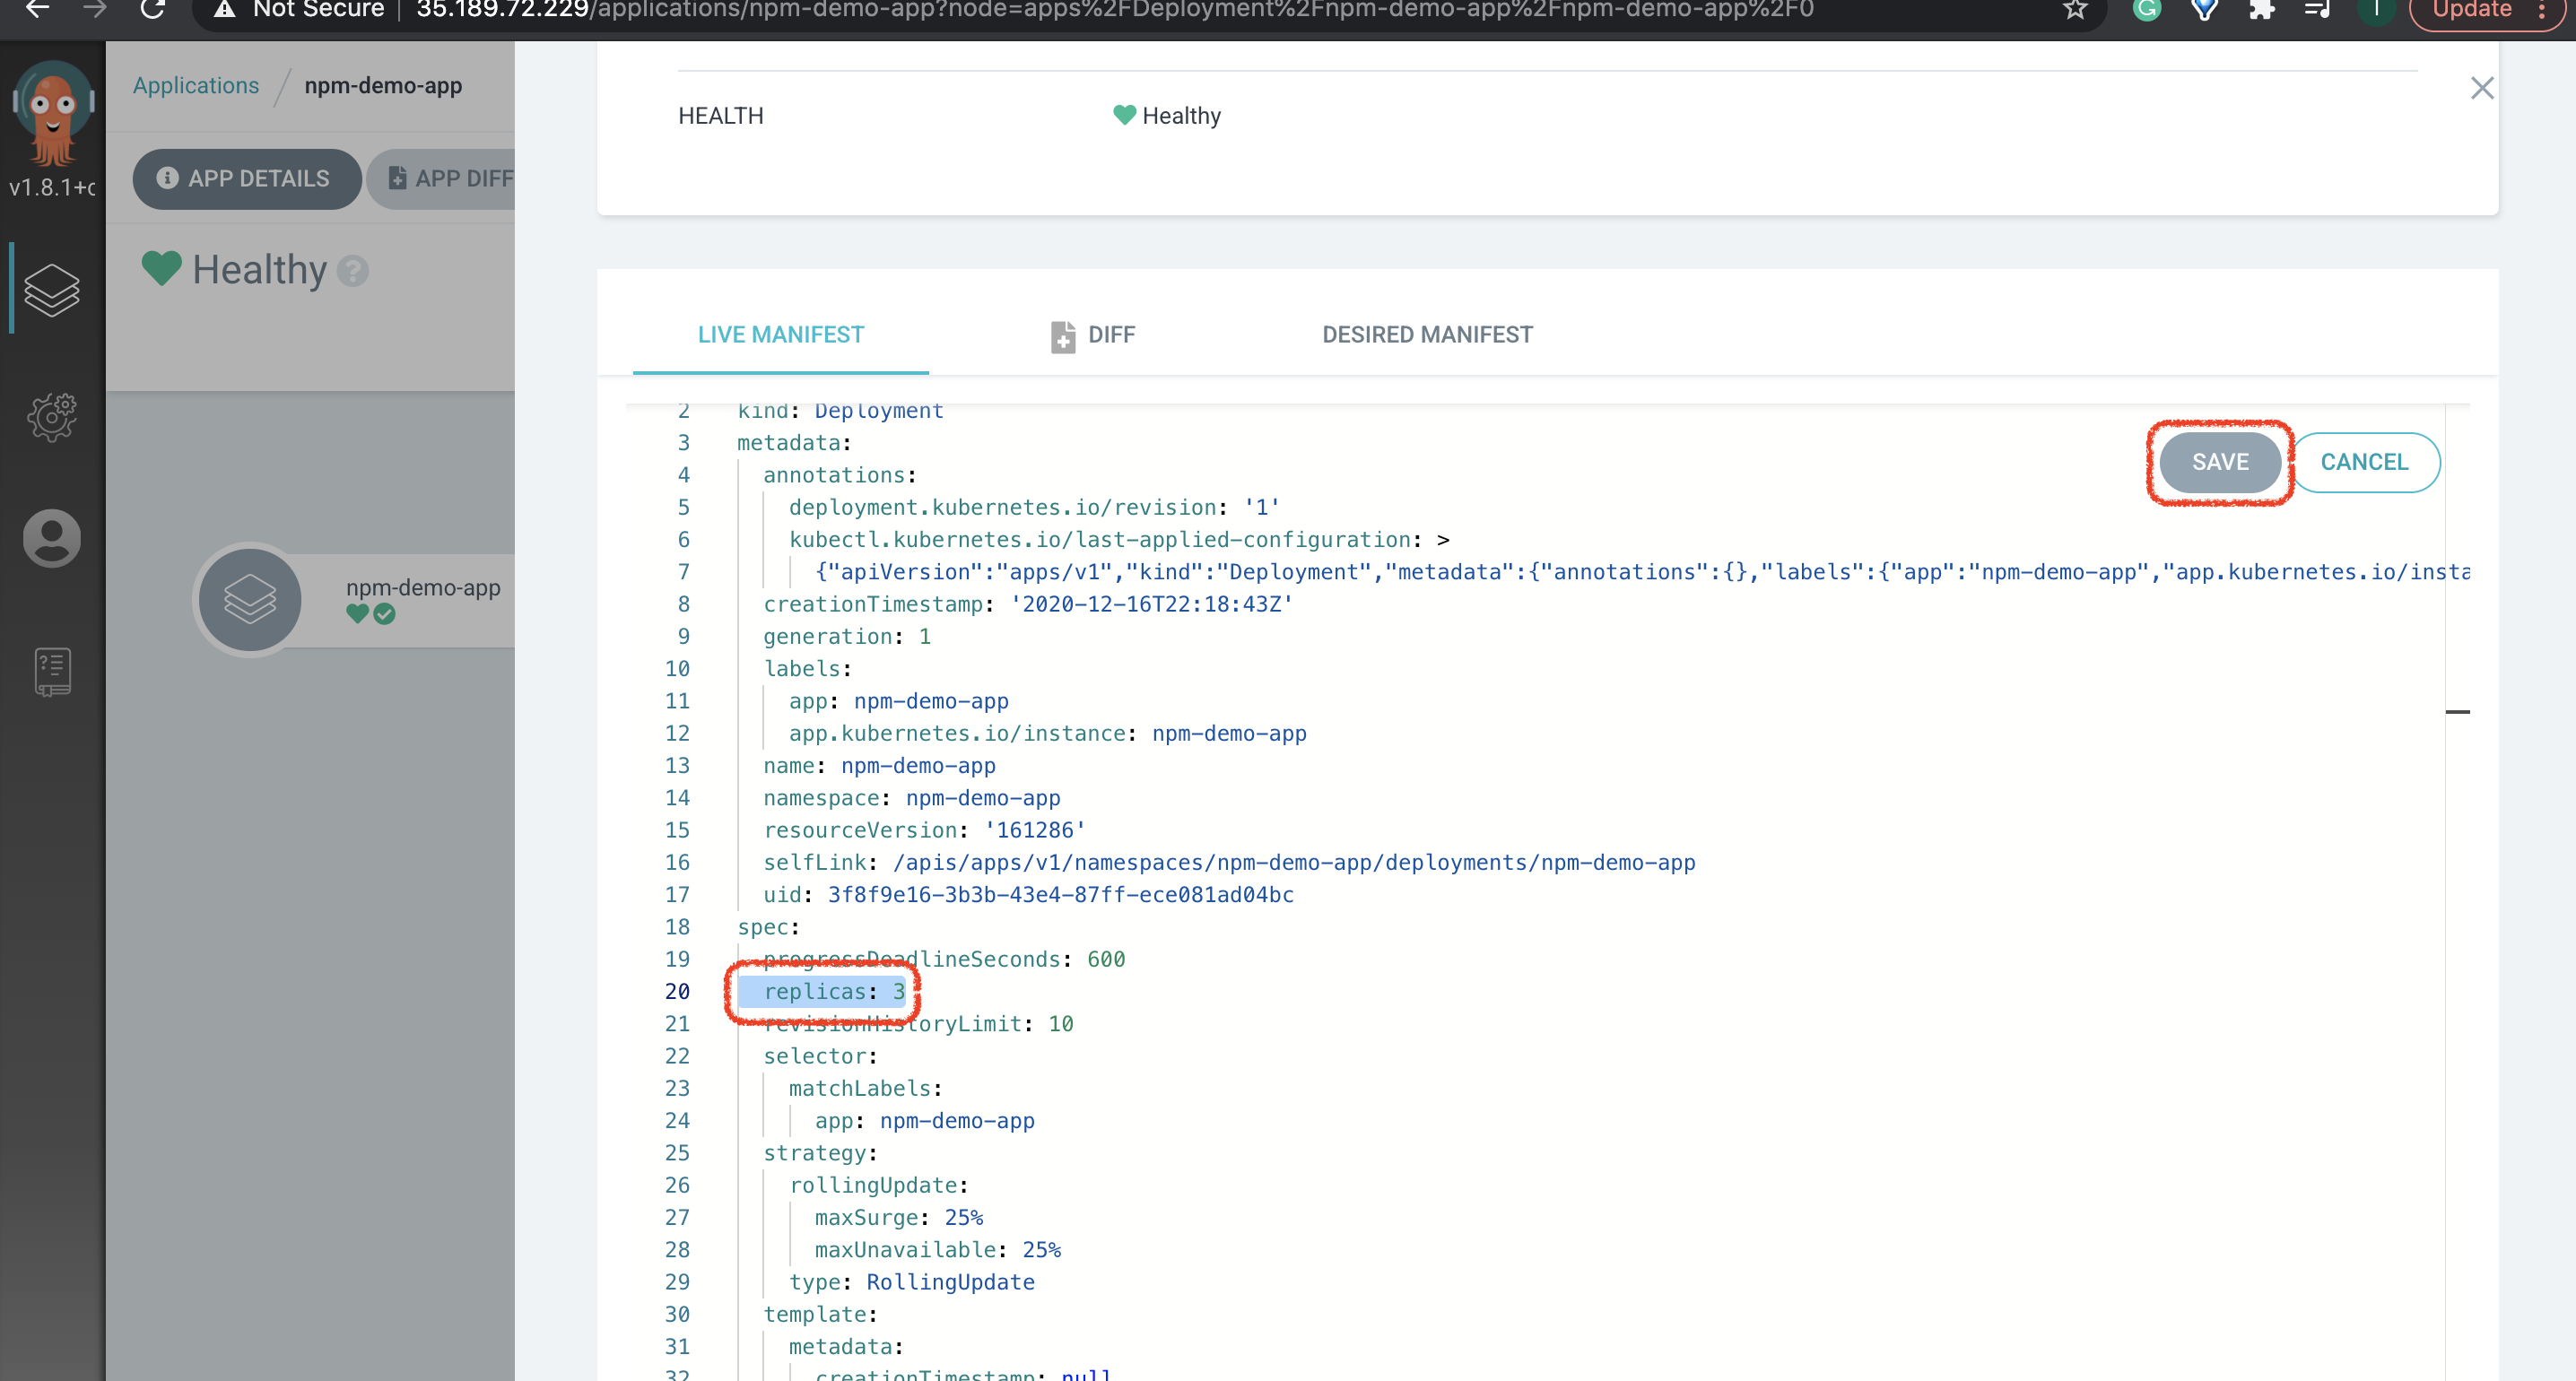 Not Secure | 35.189.72.229/applications/npm-demo-app?node=apps%2FDeployment%2Fnpm-demo-app%2Fnpm-demo-app%2F0
Update
Applications / npm-demo-app
v1.8.1+
APP DETAILS
APP DIFF
Healthy ?
npm-demo-app
HEALTH
Healthy
LIVE MANIFEST
DIFF
DESIRED MANIFEST
SAVE
CANCEL
2 kind: Deployment
3 metadata:
4 annotations:
5 deployment.kubernetes.io/revision: '1'
6 kubectl.kubernetes.io/last-applied-configuration: >
7 {"apiVersion":"apps/v1","kind":"Deployment","metadata":{"annotations":{},"labels":{"app":"npm-demo-app","app.kubernetes.io/insta
8 creationTimestamp: '2020-12-16T22:18:43Z'
9 generation: 1
10 labels:
11 app: npm-demo-app
12 app.kubernetes.io/instance: npm-demo-app
13 name: npm-demo-app
14 namespace: npm-demo-app
15 resourceVersion: '161286'
16 selfLink: /apis/apps/v1/namespaces/npm-demo-app/deployments/npm-demo-app
17 uid: 3f8f9e16-3b3b-43e4-87ff-ece081ad04bc
18 spec:
19 progressDeadlineSeconds: 600
20 replicas: 3
21 revisionHistoryLimit: 10
22 selector:
23 matchLabels:
24 app: npm-demo-app
25 strategy:
26 rollingUpdate:
27 maxSurge: 25%
28 maxUnavailable: 25%
29 type: RollingUpdate
30 template:
31 metadata:
32 creationTimestamp: null